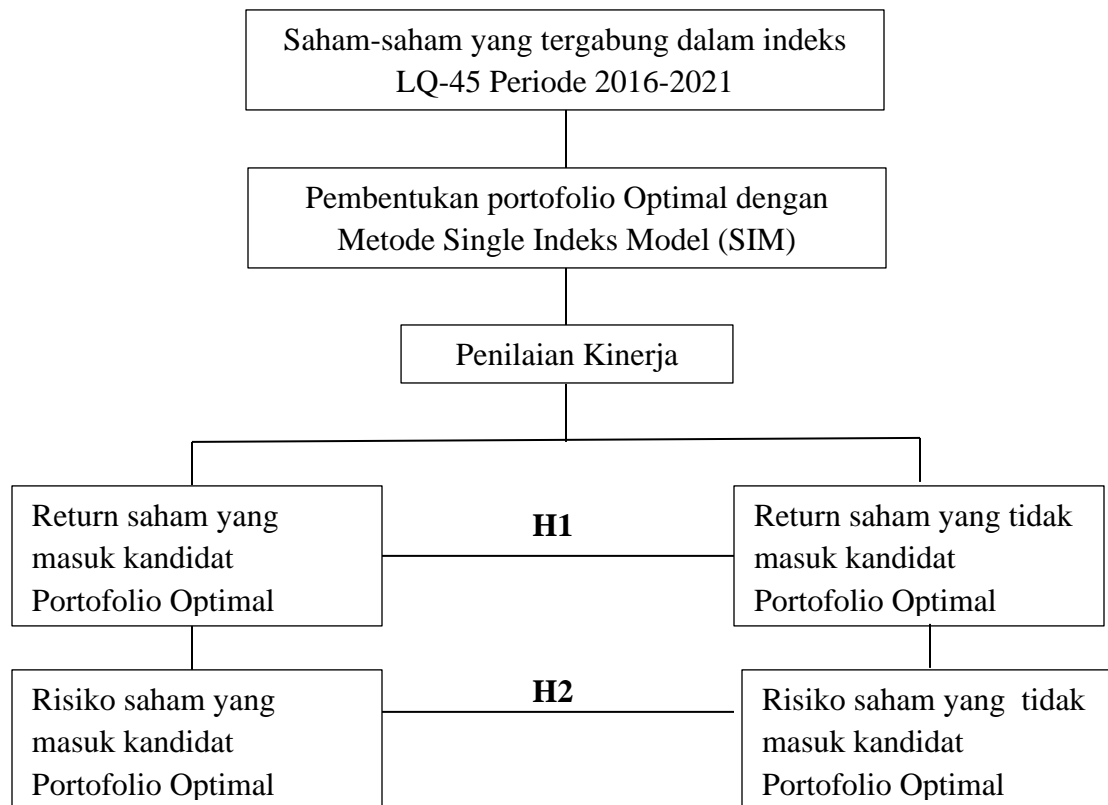 Saham-saham yang tergabung dalam indeks
LQ-45 Periode 2016-2021
Pembentukan portofolio Optimal dengan
Metode Single Indeks Model (SIM)
Penilaian Kinerja
Return saham yang
masuk kandidat
Portofolio Optimal
H1
Return saham yang tidak
masuk kandidat
Portofolio Optimal
Risiko saham yang
masuk kandidat
Portofolio Optimal
H2
Risiko saham yang tidak
masuk kandidat
Portofolio Optimal